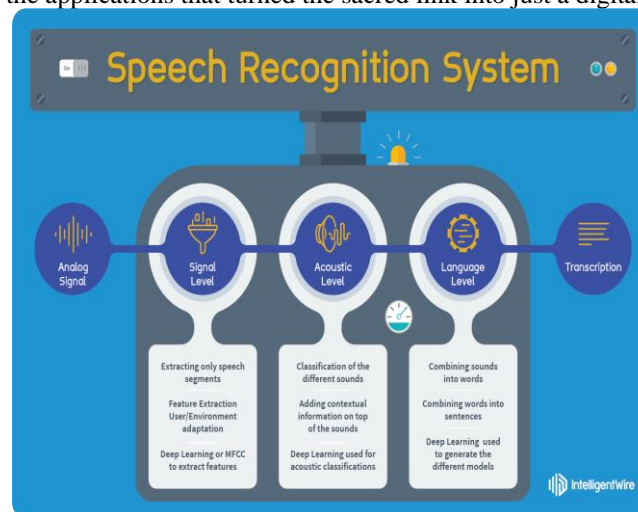 the applications that turned the sacred link into just a digital
Speech Recognition System
On
Analog
Signal
Signal
Level
Acoustic
Level
Language
Level
Transcription
Extracting only speech
segments
Feature Extraction
User/Environment
adaptation
Deep Learning or MFCC
to extract features
Classification of the
different sounds
Adding contextual
information on top
of the sounds
Deep Learning used for
acoustic classifications
Combining sounds
into words
Combining words into
sentences
Deep Learning used
to generate the
different models
IntelligentWire